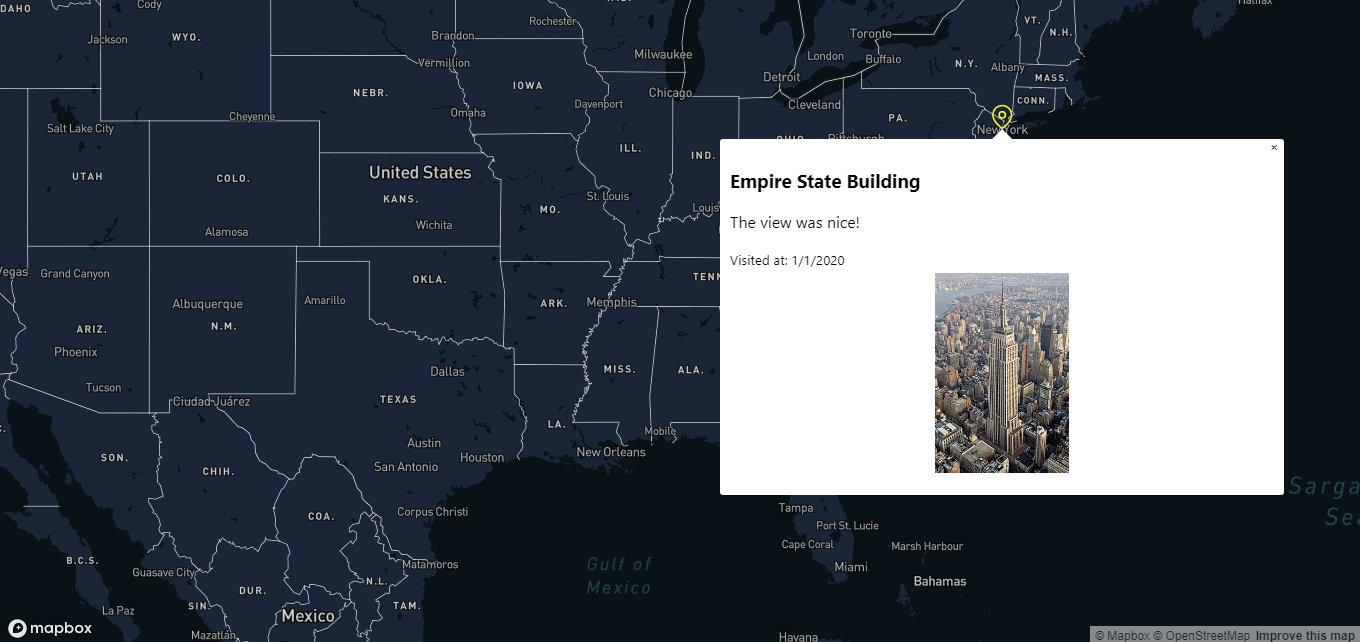 Cody
Halifax
IDAHO
Jackson
WYO.
Brandon
Rochester
Vermillion
Milwaukee
Toronto
London
Buffalo
VT.
N.H.
N.Y.
Albany
MASS.
CONN.
Detroit
Chicago
Cleveland
NEBR.
IOWA
Davenport
Omaha
Cheyenne
Salt Lake City
PA.
OHIO
Pittsburgh
New York
ILL.
IND.
UTAH
COLO.
United States
KANS.
St. Louis
MO.
Wichita
Alamosa
×
Empire State Building
The view was nice!
Visited at: 1/1/2020
Vegas
Grand Canyon
OKLA.
TENN
Albuquerque
N.M.
Amarillo
ARK.
Memphis
ARIZ.
Phoenix
Tucson
Dallas
MISS.
ALA.
Ciudad Juárez
TEXAS
LA.
Mobile
Austin
San Antonio
Houston
New Orleans
SON.
CHIH.
COA.
Corpus Christi
Tampa
Port St. Lucie
Cape Coral
Marsh Harbour
Miami
Bahamas
Sarga
Sea
Gulf of
Mexico
B.C.S.
Guasave City
Matamoros
DUR.
N.L.
SIN.
TAM.
La Paz
Mexico
Mazatlán
Havana
mapbox
© Mapbox © OpenStreetMap Improve this map